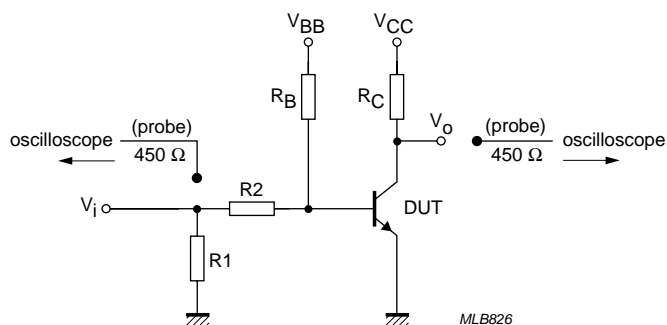 VBB
VCC
RB
RC
Vo
(probe)
oscilloscope
450 Ω
(probe)
oscilloscope
450 Ω
R2
DUT
Vi
R1
MLB826